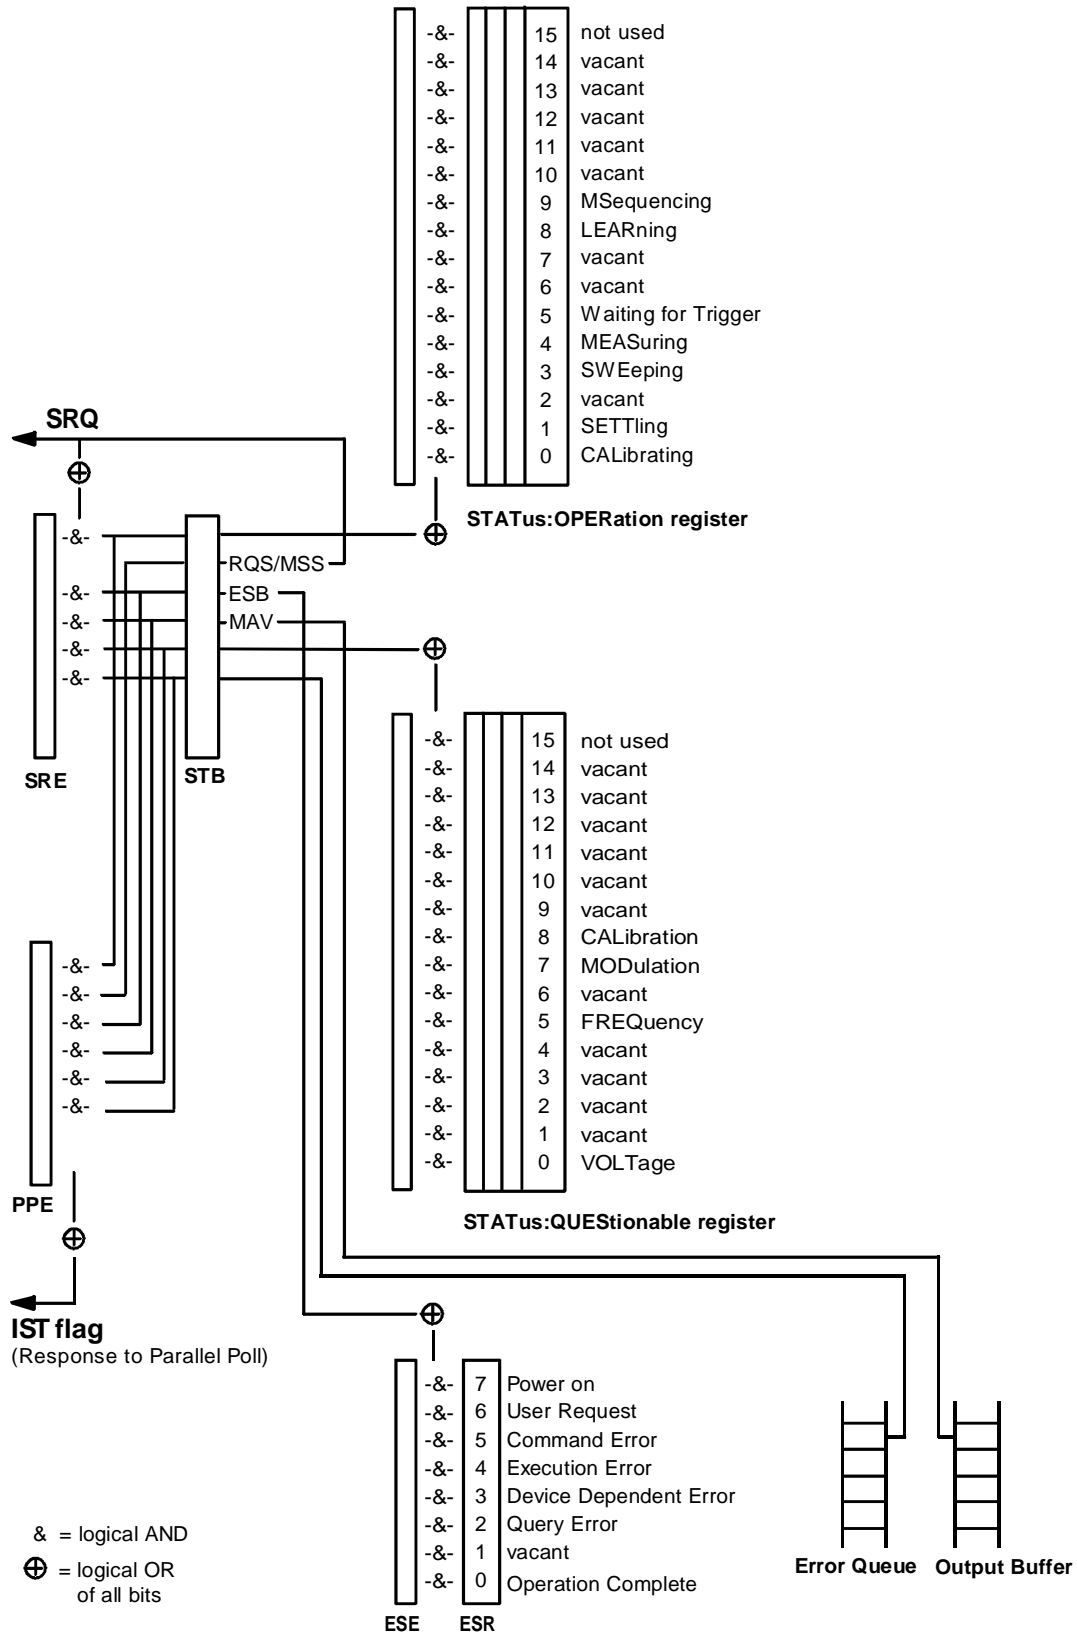 -&- 15 not used
-&- 14 vacant
-&- 13 vacant
-&- 12 vacant
-&- 11 vacant
-&- 10 vacant
-&- 9 MSequencing
-&- 8 LEARning
-&- 7 vacant
-&- 6 vacant
-&- 5 Waiting for Trigger
-&- 4 MEASuring
-&- 3 SWEeping
-&- 2 vacant
-&- 1 SETTling
-&- 0 CALibrating
STATus:OPERation register
SRQ
-&-
RQS/MSS
-&- ESB
-&- MAV
-&-
-&-
SRE
STB
-&- 15 not used
-&- 14 vacant
-&- 13 vacant
-&- 12 vacant
-&- 11 vacant
-&- 10 vacant
-&- 9 vacant
-&- 8 CALibration
-&- 7 MODulation
-&- 6 vacant
-&- 5 FREQuency
-&- 4 vacant
-&- 3 vacant
-&- 2 vacant
-&- 1 vacant
-&- 0 VOLTage
STATus:QUEStionable register
-&-
-&-
-&-
-&-
-&-
-&-
PPE
IST flag
(Response to Parallel Poll)
-&- 7 Power on
-&- 6 User Request
-&- 5 Command Error
-&- 4 Execution Error
-&- 3 Device Dependent Error
-&- 2 Query Error
-&- 1 vacant
-&- 0 Operation Complete
ESE ESR
Error Queue
Output Buffer
& = logical AND
⊕ = logical OR
of all bits